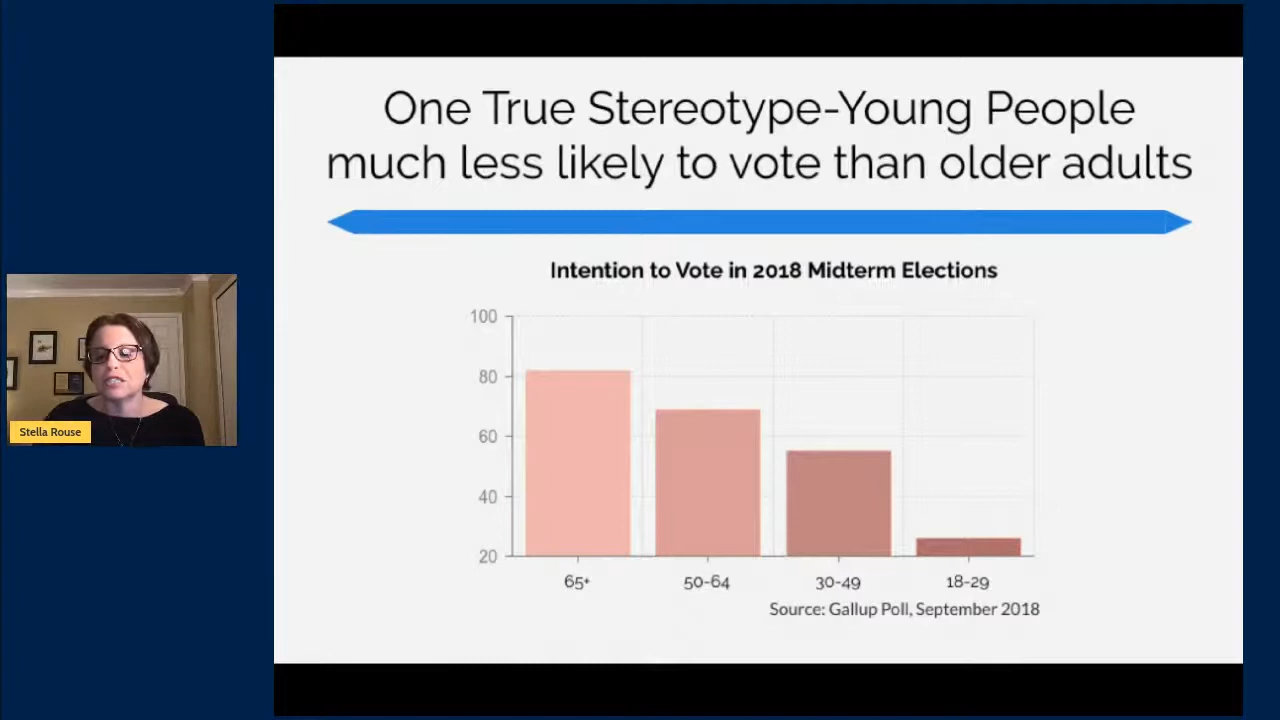 One True Stereotype-Young People
much less likely to vote than older adults
Intention to Vote in 2018 Midterm Elections
100
80
60
40
20
65+
50-64
30-49
18-29
Source: Gallup Poll, September 2018
Stella Rouse